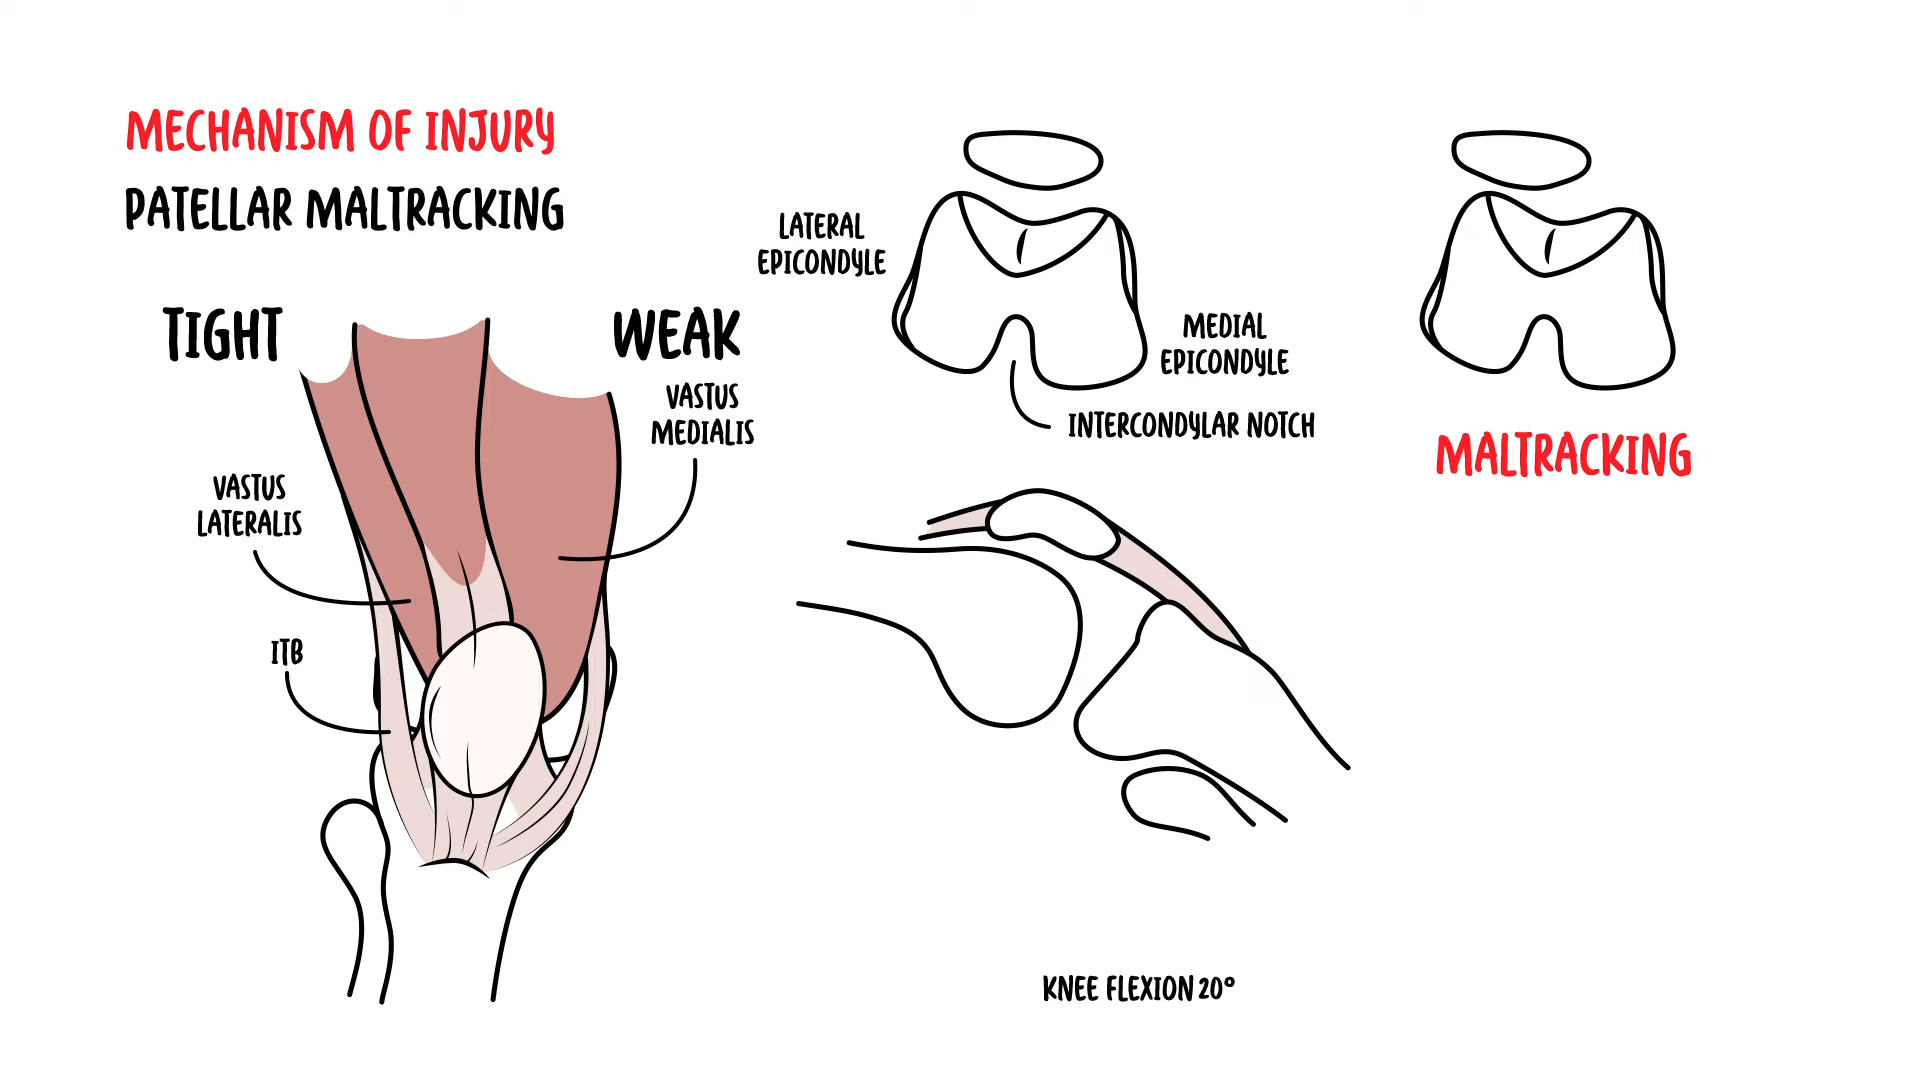 MECHANISM OF INJURY
PATELLAR MALTRACKING
TIGHT
WEAK
VASTUS
MEDIALIS
VASTUS
LATERALIS
ITB
LATERAL
EPICONDYLE
MEDIAL
EPICONDYLE
INTERCONDYLAR NOTCH
MALTRACKING
KNEE FLEXION 20°